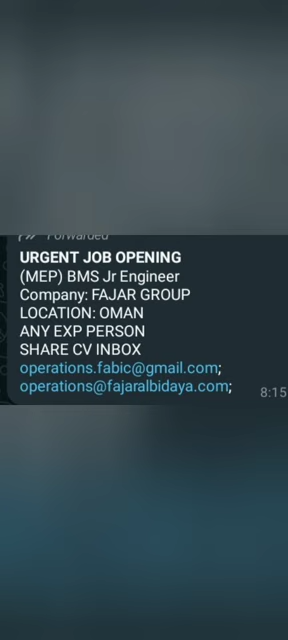 Forwarded
URGENT JOB OPENING
(MEP) BMS Jr Engineer
Company: FAJAR GROUP
LOCATION: OMAN
ANY EXP PERSON
SHARE CV INBOX
operations.fabic@gmail.com;
operations@fajaralbidaya.com;
8:15